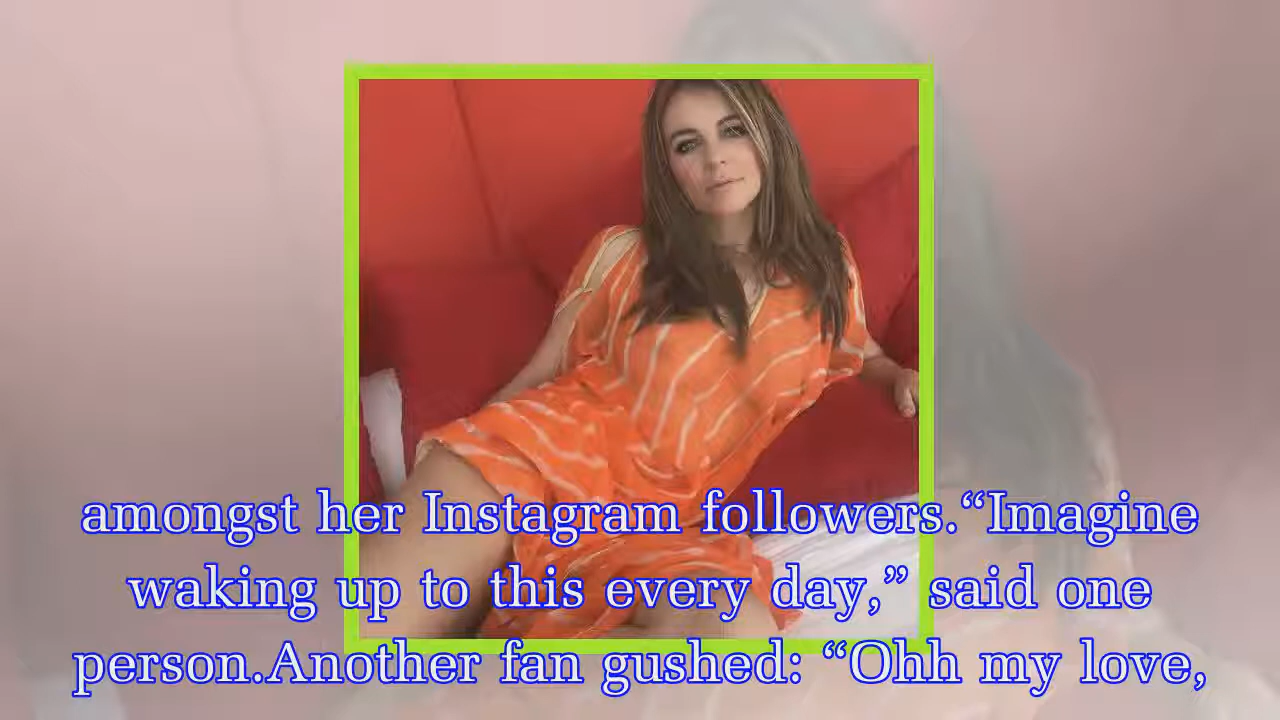 amongst her Instagram followers.“Imagine
waking up to this every day,” said one
person.Another fan gushed: “Ohh my love,